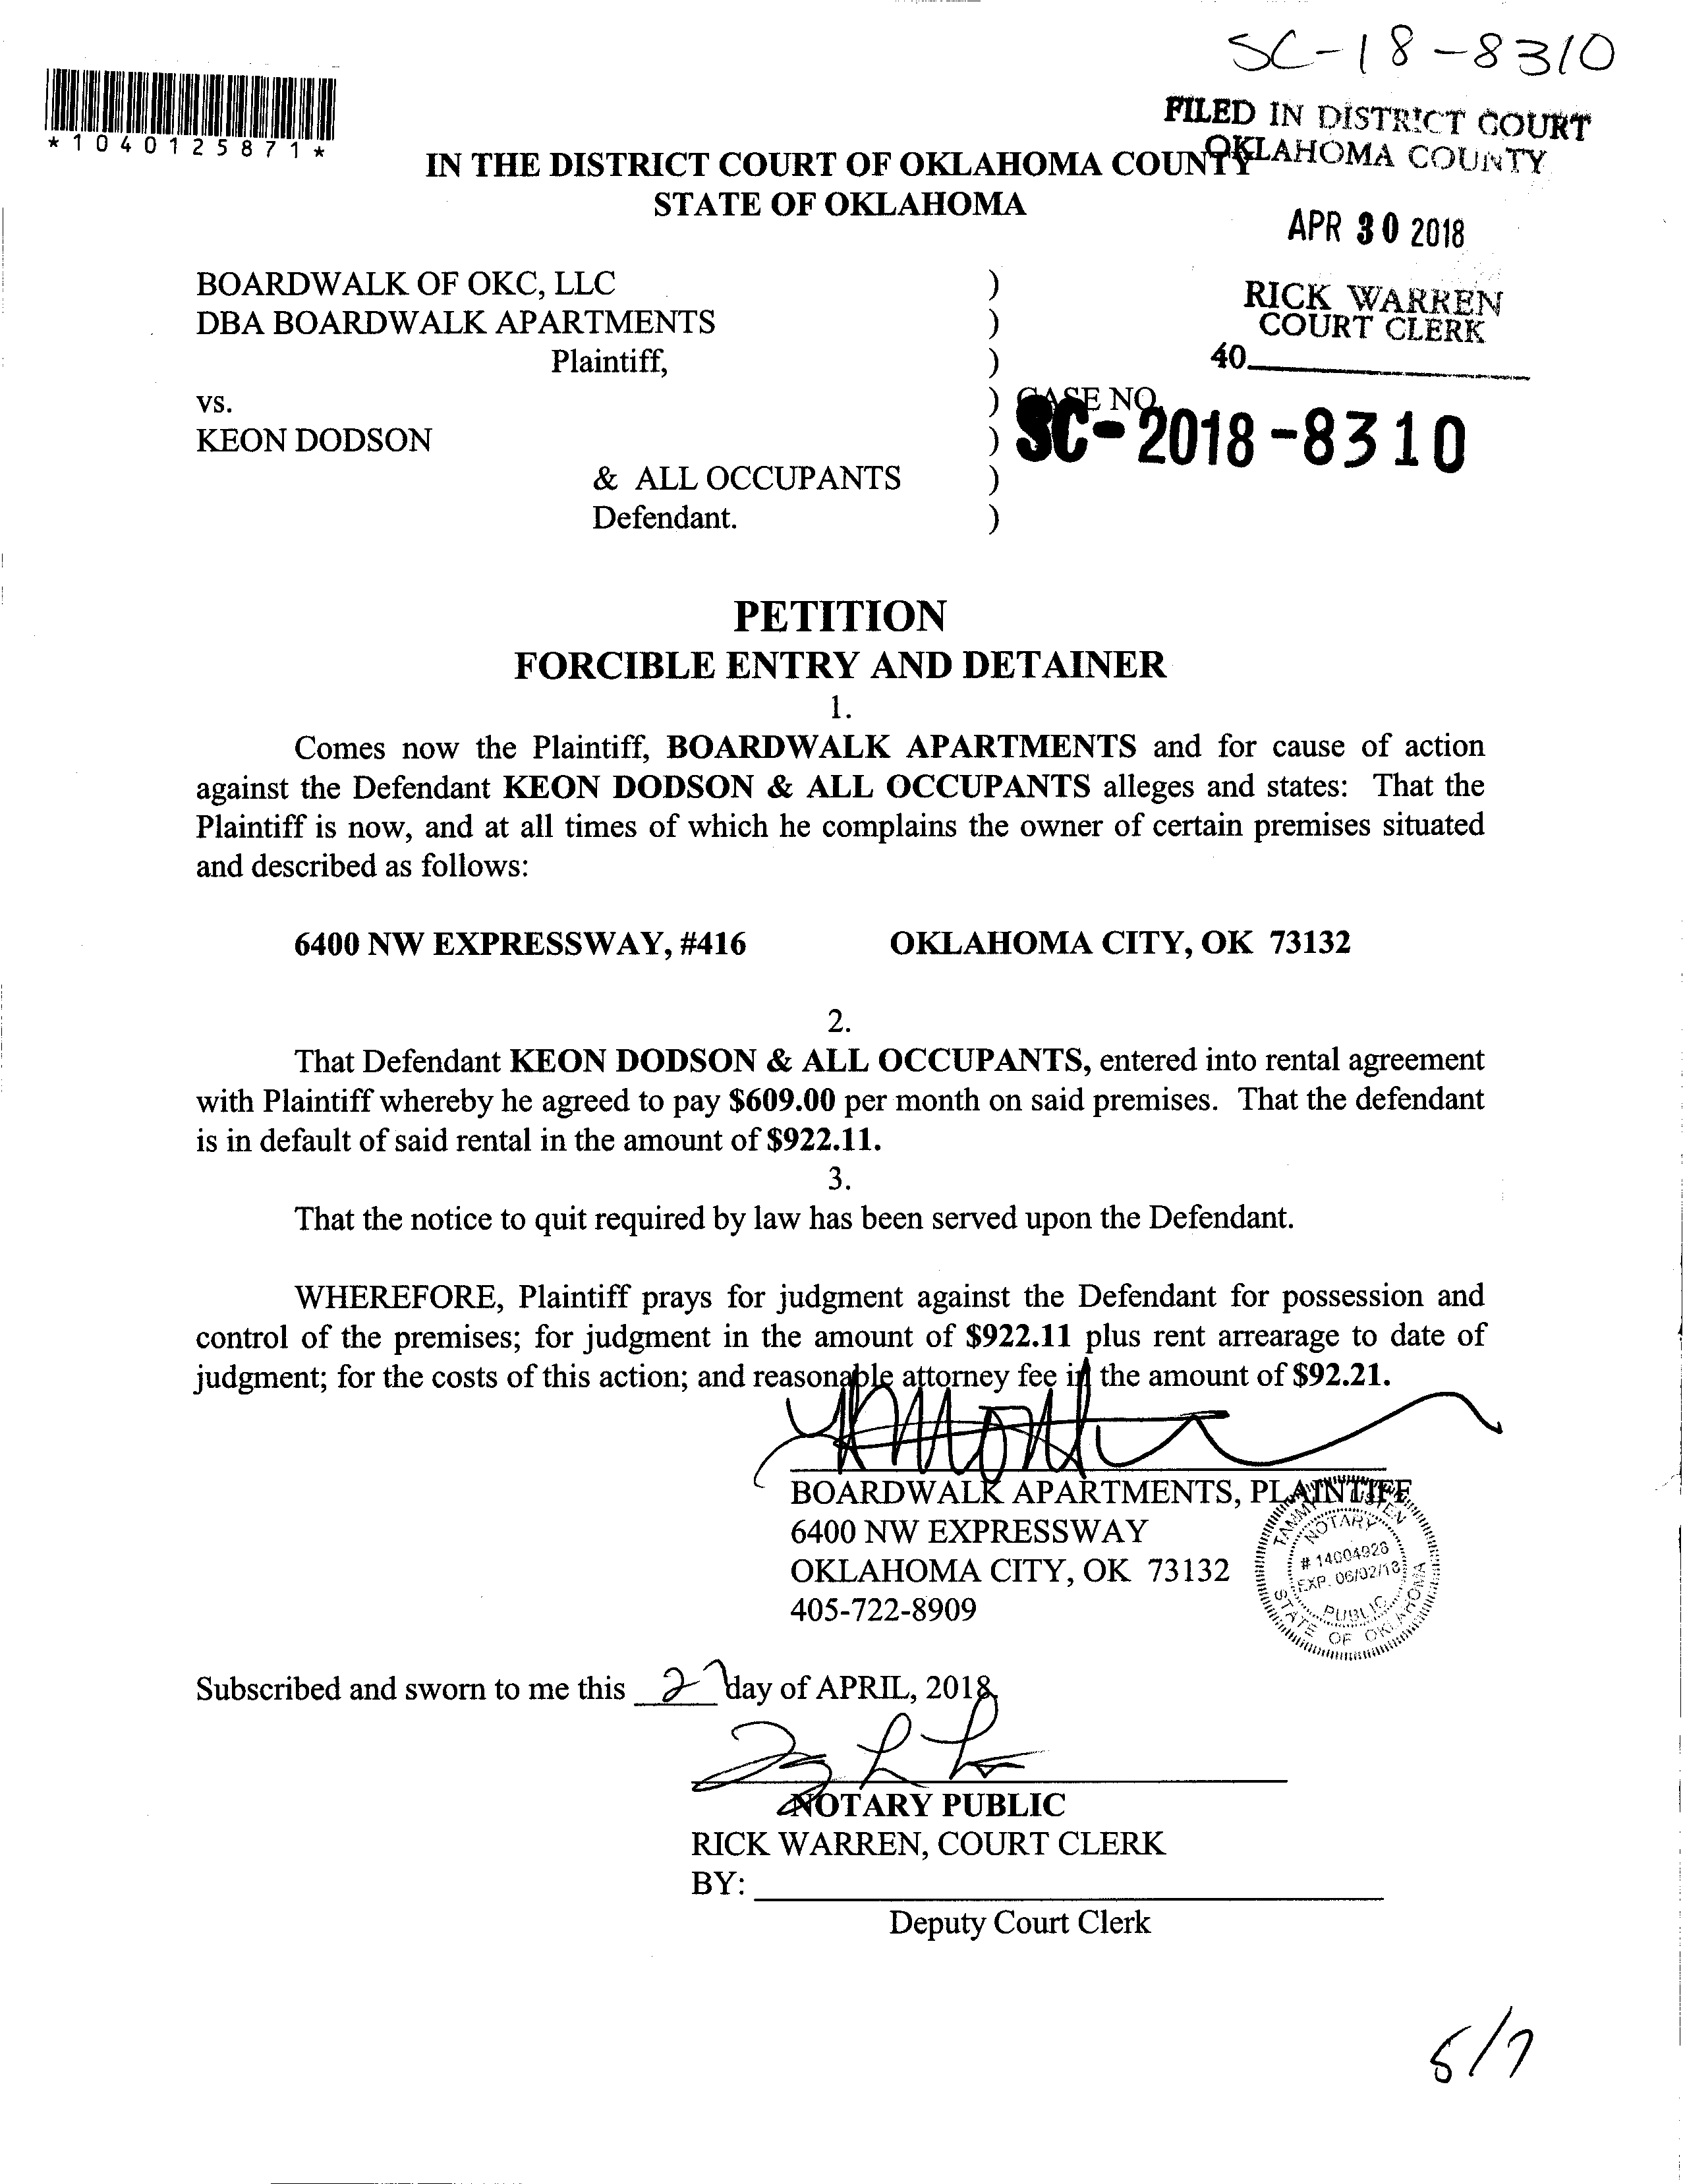 SC-18-8310
*1040125871*
FILED IN DISTRICT COURT
OKLAHOMA COUNTY
IN THE DISTRICT COURT OF OKLAHOMA COUNTY
STATE OF OKLAHOMA
APR 30 2018
BOARDWALK OF OKC, LLC )
DBA BOARDWALK APARTMENTS )
RICK WARREN
COURT CLERK
40
Plaintiff, )
vs. ) CASE NO.
KEON DODSON ) SC-2018-8310
& ALL OCCUPANTS )
Defendant. )
PETITION
FORCIBLE ENTRY AND DETAINER
1.
Comes now the Plaintiff, BOARDWALK APARTMENTS and for cause of action
against the Defendant KEON DODSON & ALL OCCUPANTS alleges and states: That the
Plaintiff is now, and at all times of which he complains the owner of certain premises situated
and described as follows:
6400 NW EXPRESSWAY, #416 OKLAHOMA CITY, OK 73132
2.
That Defendant KEON DODSON & ALL OCCUPANTS, entered into rental agreement
with Plaintiff whereby he agreed to pay $609.00 per month on said premises. That the defendant
is in default of said rental in the amount of $922.11.
3.
That the notice to quit required by law has been served upon the Defendant.
WHEREFORE, Plaintiff prays for judgment against the Defendant for possession and
control of the premises; for judgment in the amount of $922.11 plus rent arrearage to date of
judgment; for the costs of this action; and reasonable attorney fee in the amount of $92.21.
BOARDWALK APARTMENTS, PLAINTIFF
6400 NW EXPRESSWAY
OKLAHOMA CITY, OK 73132
405-722-8909
TAMMY
NOTARY
# 14004926
EXP. 06/02/18
PUBLIC
STATE OF OKLAHOMA
Subscribed and sworn to me this 27 day of APRIL, 2018
NOTARY PUBLIC
RICK WARREN, COURT CLERK
BY:
Deputy Court Clerk
5/7